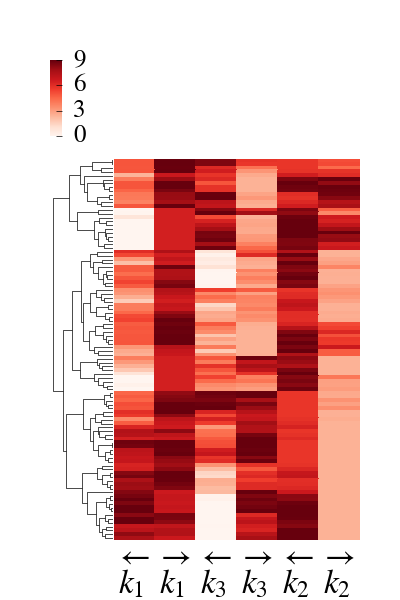 9
6
3
0
← → ← → ← →
k₁ k₁ k₃ k₃ k₂ k₂